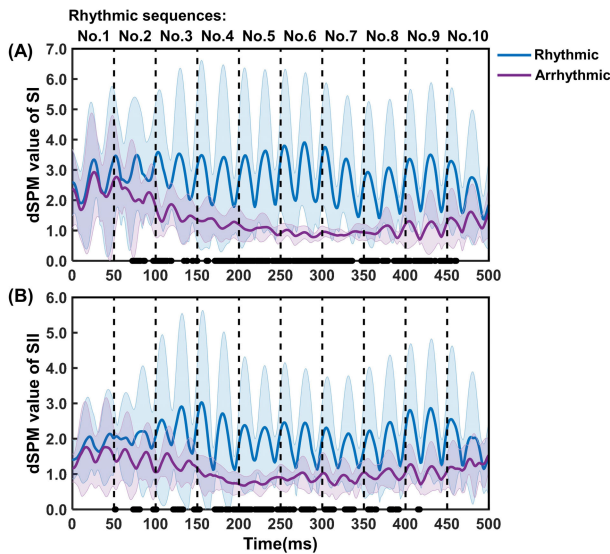 Rhythmic sequences:
No.1 No.2 No.3 No.4 No.5 No.6 No.7 No.8 No.9 No.10
(A)
Rhythmic
Arrhythmic
dSPM value of SI
7.0
6.0
5.0
4.0
3.0
2.0
1.0
0.0
0 50 100 150 200 250 300 350 400 450 500
(B)
dSPM value of SII
6.0
5.0
4.0
3.0
2.0
1.0
0.0
0 50 100 150 200 250 300 350 400 450 500
Time(ms)